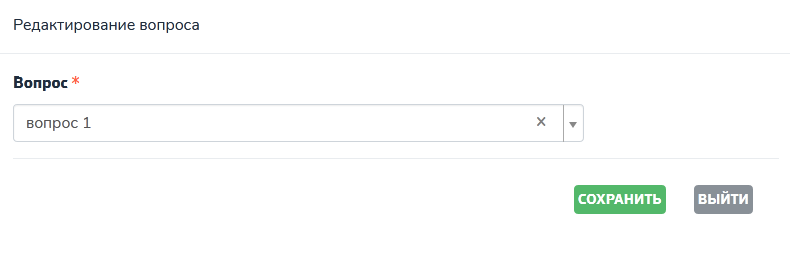 Редактирование вопроса
Вопрос *
вопрос 1 ×
СОХРАНИТЬ ВЫЙТИ